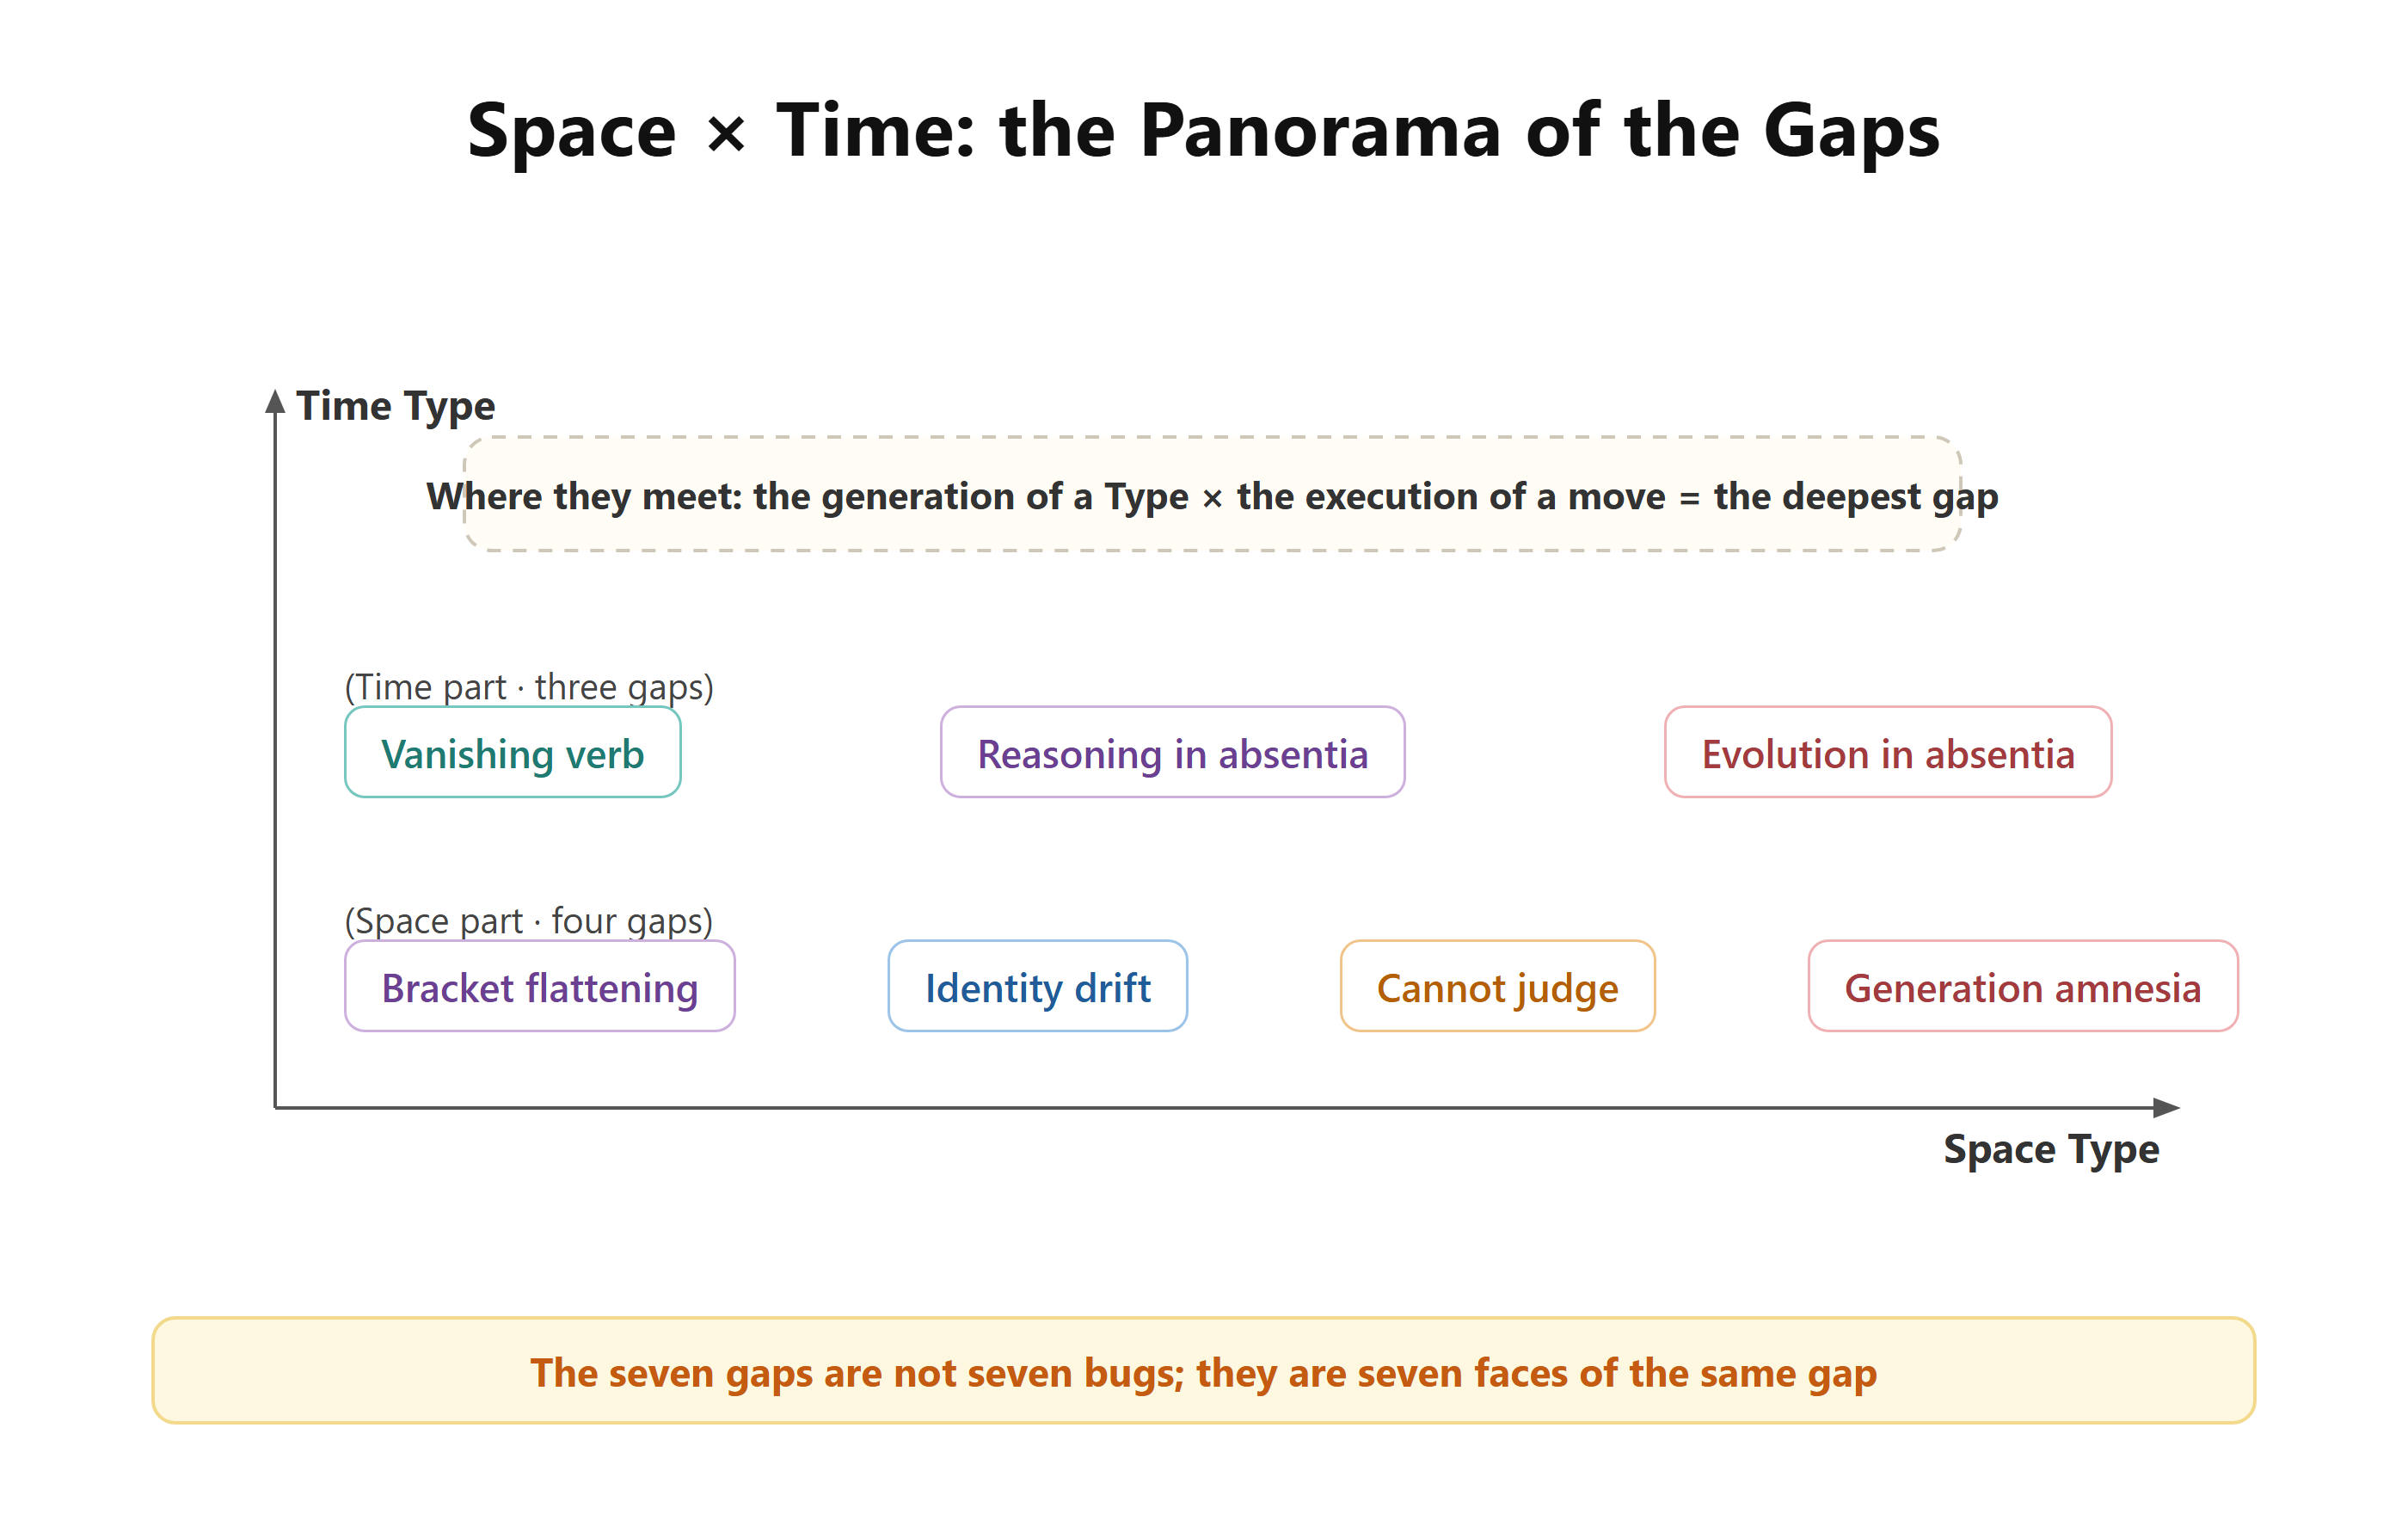 Space × Time: the Panorama of the Gaps
Time Type
Where they meet: the generation of a Type × the execution of a move = the deepest gap
(Time part · three gaps)
Vanishing verb
Reasoning in absentia
Evolution in absentia
(Space part · four gaps)
Bracket flattening
Identity drift
Cannot judge
Generation amnesia
Space Type
The seven gaps are not seven bugs; they are seven faces of the same gap